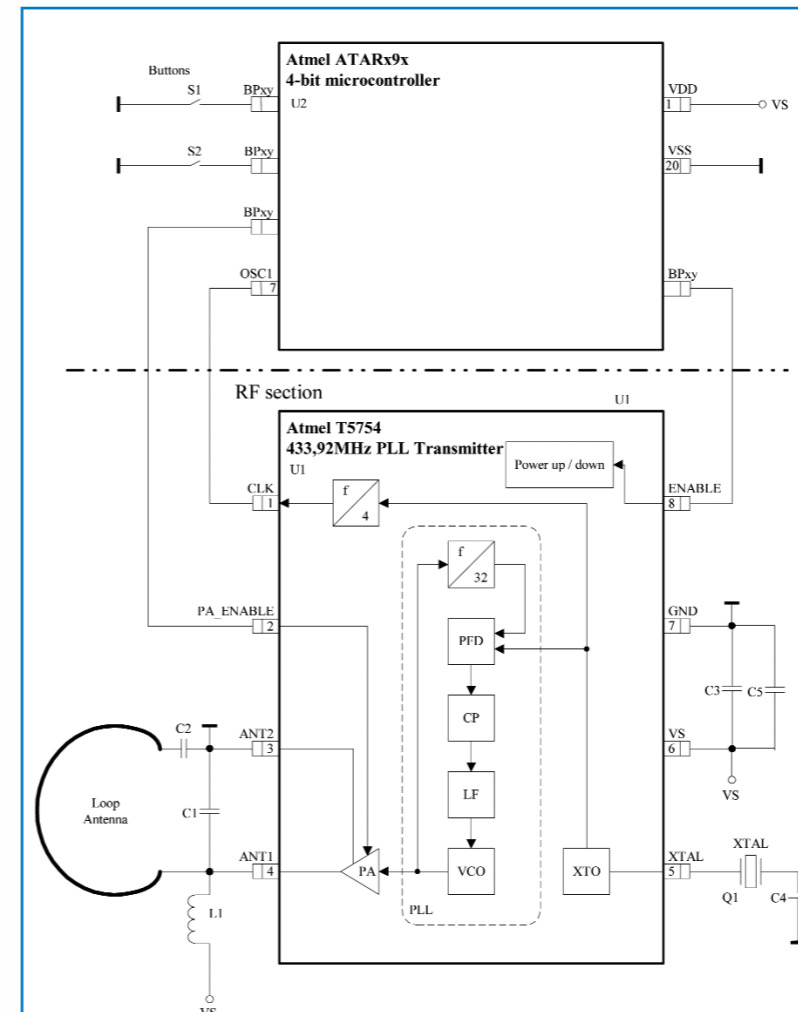 Atmel ATARx9x
4-bit microcontroller
U2
Buttons
S1
BPxy
VDD
1
VS
S2
BPxy
VSS
20
BPxy
OSC1
7
BPxy
RF section
U1
Atmel T5754
433,92MHz PLL Transmitter
U1
Power up / down
CLK
1
f
4
ENABLE
8
f
32
PA_ENABLE
2
PFD
GND
7
C3
C5
CP
C2
ANT2
3
VS
6
VS
LF
Loop
Antenna
C1
ANT1
4
PA
VCO
XTO
XTAL
5
XTAL
Q1
C4
PLL
L1
VS